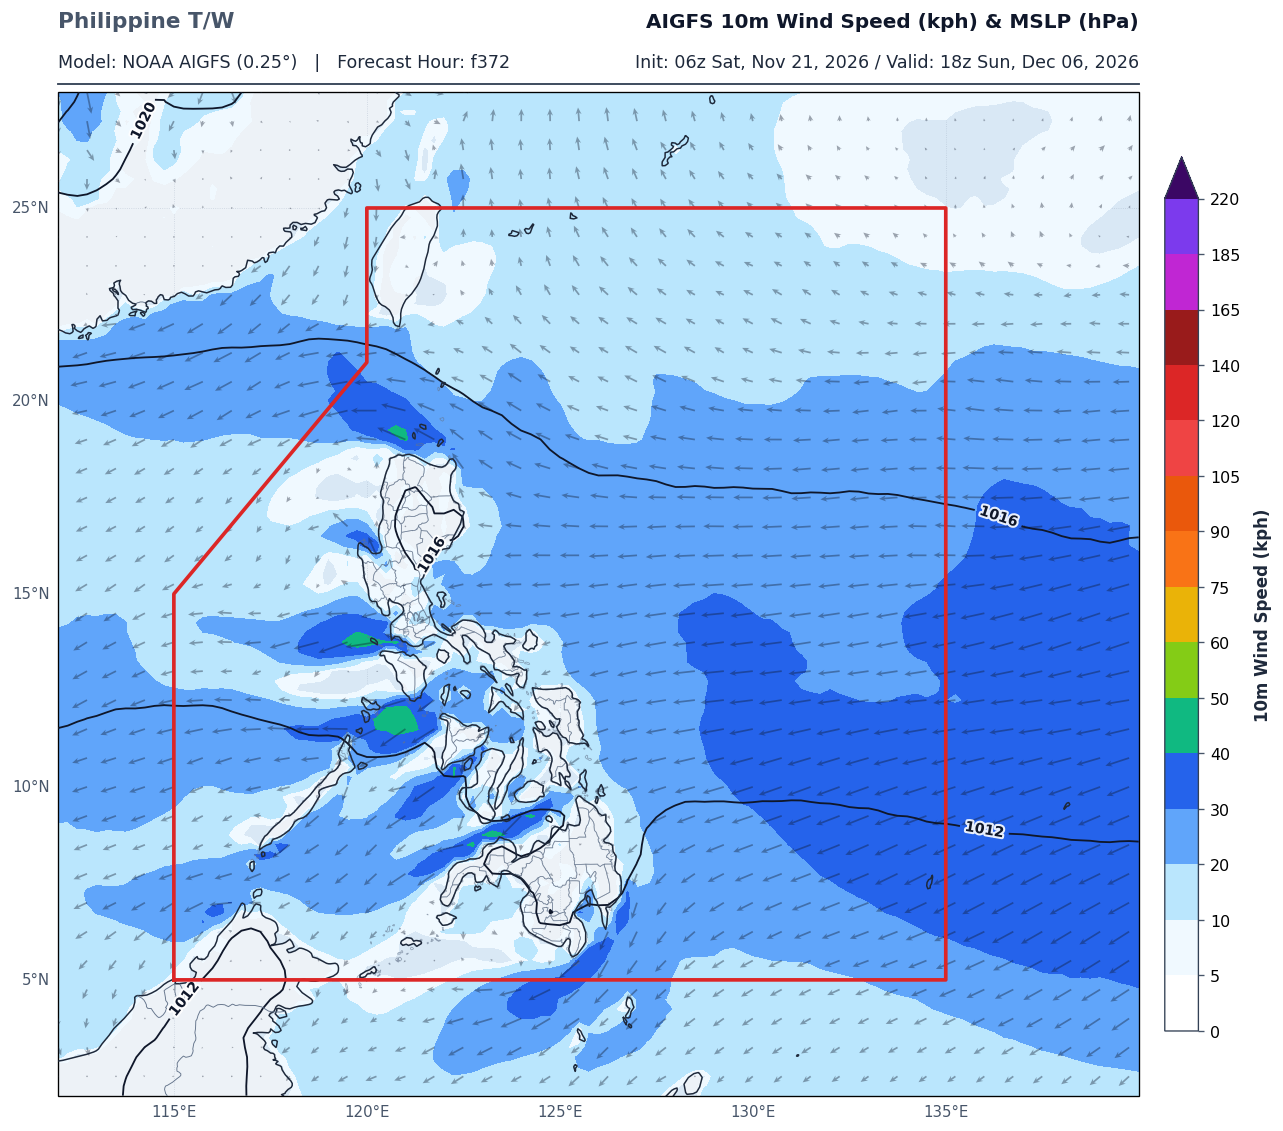 Philippine T/W
AIGFS 10m Wind Speed (kph) & MSLP (hPa)
Model: NOAA AIGFS (0.25°) | Forecast Hour: f372
Init: 06z Sat, Nov 21, 2026 / Valid: 18z Sun, Dec 06, 2026
1020
25°N
20°N
15°N
10°N
5°N
1016
1016
1012
1012
115°E
120°E
125°E
130°E
135°E
220
185
165
140
120
105
90
75
60
50
40
30
20
10
5
0
10m Wind Speed (kph)